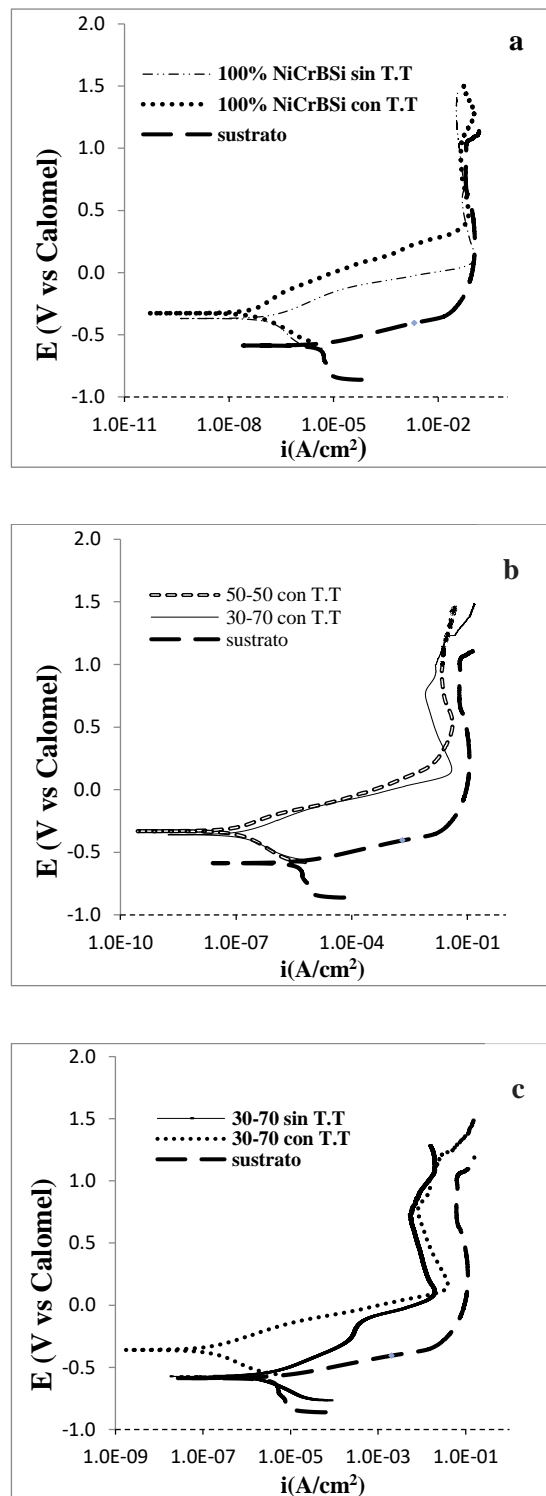 a
2.0
100% NiCrBSi sin T.T
100% NiCrBSi con T.T
sustrato
1.5
1.0
0.5
0.0
-0.5
-1.0
E (V vs Calomel)
1.0E-11 1.0E-08 1.0E-05 1.0E-02
i(A/cm²)
b
2.0
50-50 con T.T
30-70 con T.T
sustrato
1.5
1.0
0.5
0.0
-0.5
-1.0
E (V vs Calomel)
1.0E-10 1.0E-07 1.0E-04 1.0E-01
i(A/cm²)
c
2.0
30-70 sin T.T
30-70 con T.T
sustrato
1.5
1.0
0.5
0.0
-0.5
-1.0
E (V vs Calomel)
1.0E-09 1.0E-07 1.0E-05 1.0E-03 1.0E-01
i(A/cm²)